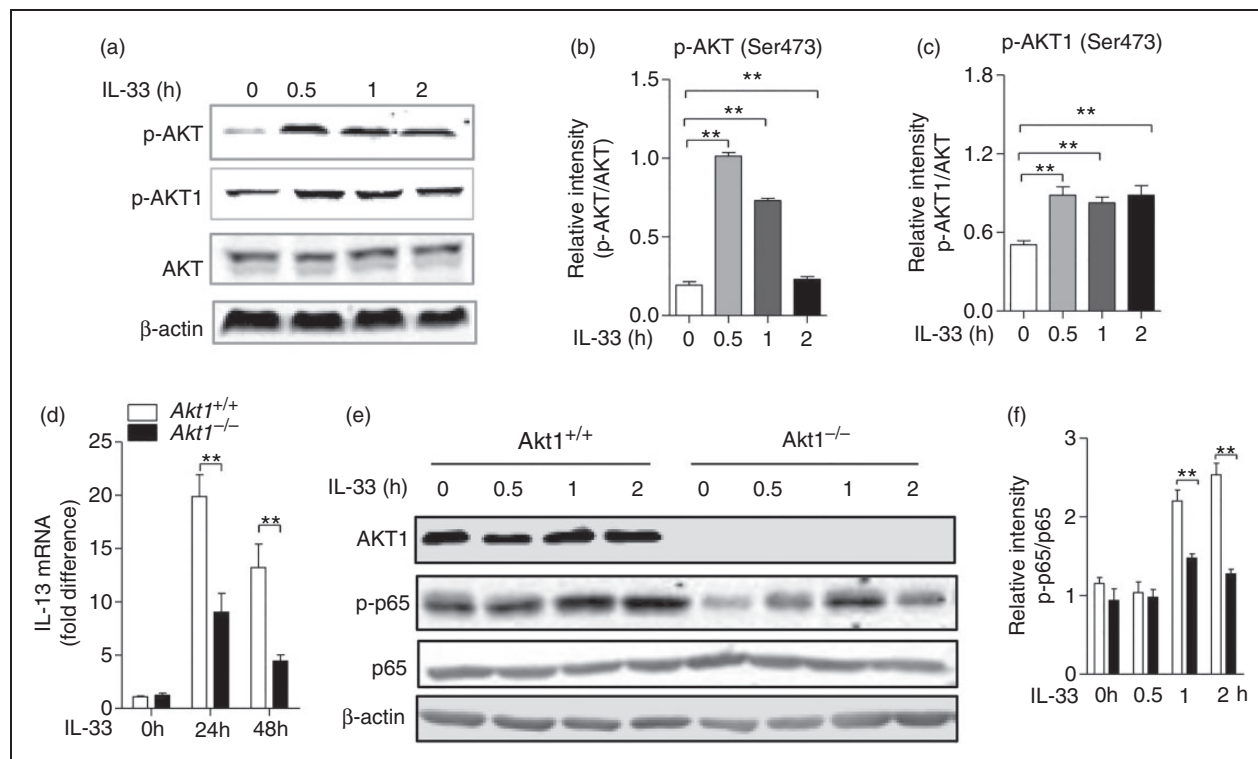 (a)
IL-33 (h) 0 0.5 1 2
p-AKT
p-AKT1
AKT
β-actin
(b)
p-AKT (Ser473)
Relative intensity
(p-AKT/AKT)
1.5
1.0
0.5
0.0
** ** **
IL-33 (h) 0 0.5 1 2
(c)
p-AKT1 (Ser473)
Relative intensity
p-AKT1/AKT
1.8
1.2
0.6
0.0
** ** **
IL-33 (h) 0 0.5 1 2
(d)
Akt1+/+
Akt1−/−
IL-13 mRNA
(fold difference)
25
20
15
10
5
0
** **
IL-33 0h 24h 48h
(e)
Akt1+/+ Akt1−/−
IL-33 (h) 0 0.5 1 2 0 0.5 1 2
AKT1
p-p65
p65
β-actin
(f)
Relative intensity
p-p65/p65
3
2
1
0
** **
IL-33 0h 0.5 1 2 h